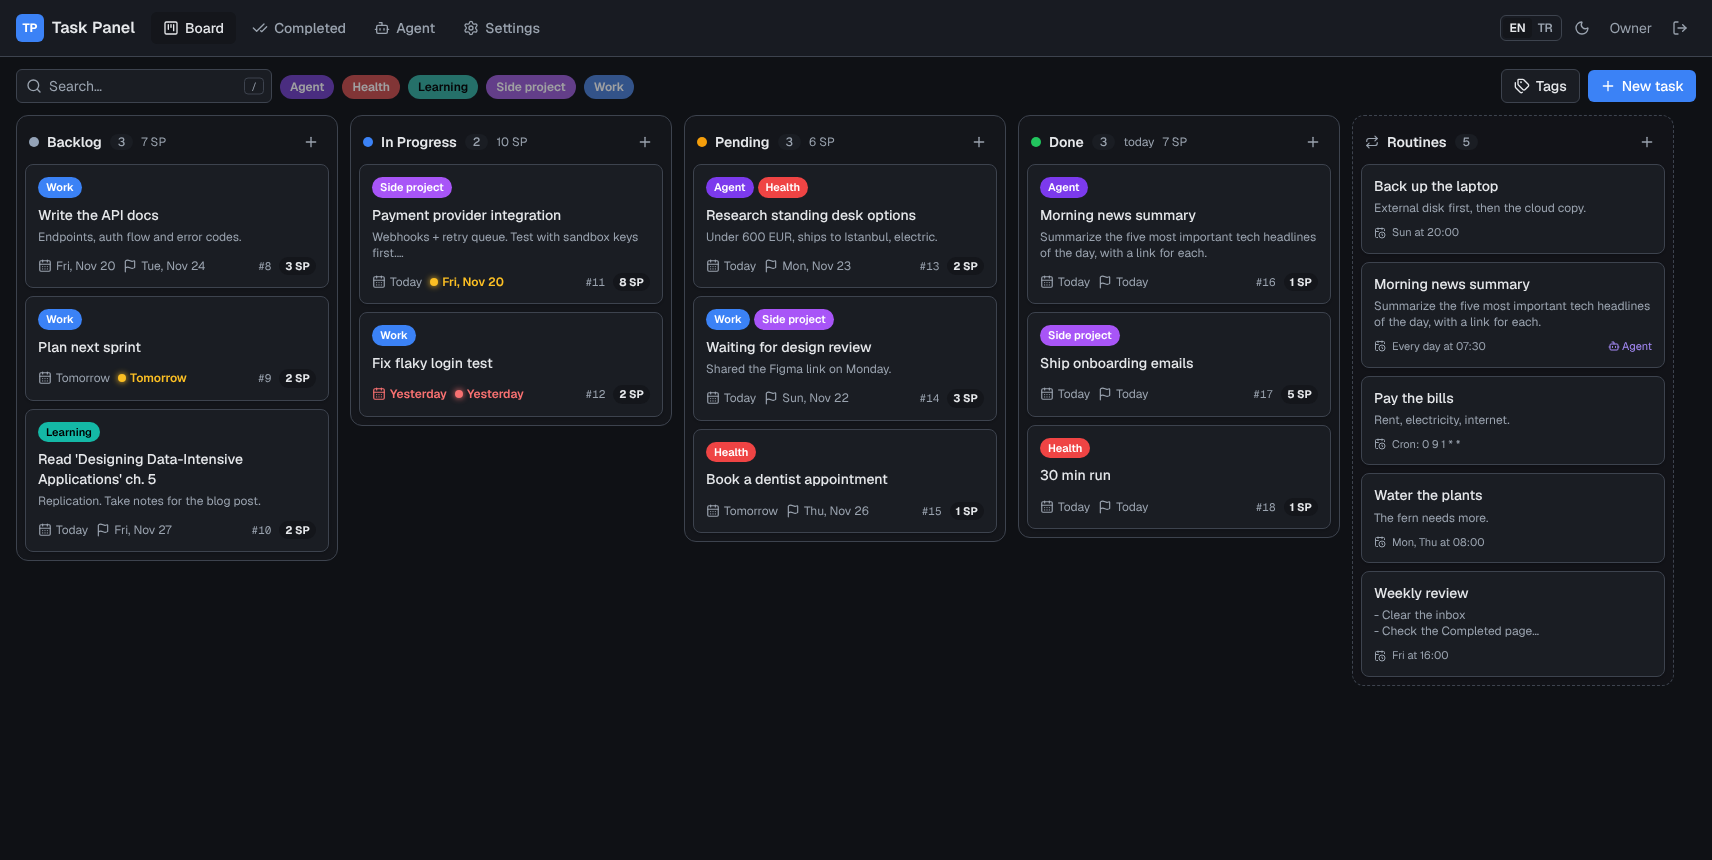 TP Task Panel Board Completed Agent Settings EN TR Owner
Search... / Agent Health Learning Side project Work Tags + New task
Backlog 3 7 SP +
Work
Write the API docs
Endpoints, auth flow and error codes.
Fri, Nov 20 Tue, Nov 24 #8 3 SP
Work
Plan next sprint
Tomorrow Tomorrow #9 2 SP
Learning
Read 'Designing Data-Intensive
Applications' ch. 5
Replication. Take notes for the blog post.
Today Fri, Nov 27 #10 2 SP
In Progress 2 10 SP +
Side project
Payment provider integration
Webhooks + retry queue. Test with sandbox keys
first....
Today Fri, Nov 20 #11 8 SP
Work
Fix flaky login test
Yesterday Yesterday #12 2 SP
Pending 3 6 SP +
Agent Health
Research standing desk options
Under 600 EUR, ships to Istanbul, electric.
Today Mon, Nov 23 #13 2 SP
Work Side project
Waiting for design review
Shared the Figma link on Monday.
Today Sun, Nov 22 #14 3 SP
Health
Book a dentist appointment
Tomorrow Thu, Nov 26 #15 1 SP
Done 3 today 7 SP +
Agent
Morning news summary
Summarize the five most important tech headlines
of the day, with a link for each.
Today Today #16 1 SP
Side project
Ship onboarding emails
Today Today #17 5 SP
Health
30 min run
Today Today #18 1 SP
Routines 5 +
Back up the laptop
External disk first, then the cloud copy.
Sun at 20:00
Morning news summary
Summarize the five most important tech headlines
of the day, with a link for each.
Every day at 07:30 Agent
Pay the bills
Rent, electricity, internet.
Cron: 0 9 1 * *
Water the plants
The fern needs more.
Mon, Thu at 08:00
Weekly review
- Clear the inbox
- Check the Completed page...
Fri at 16:00